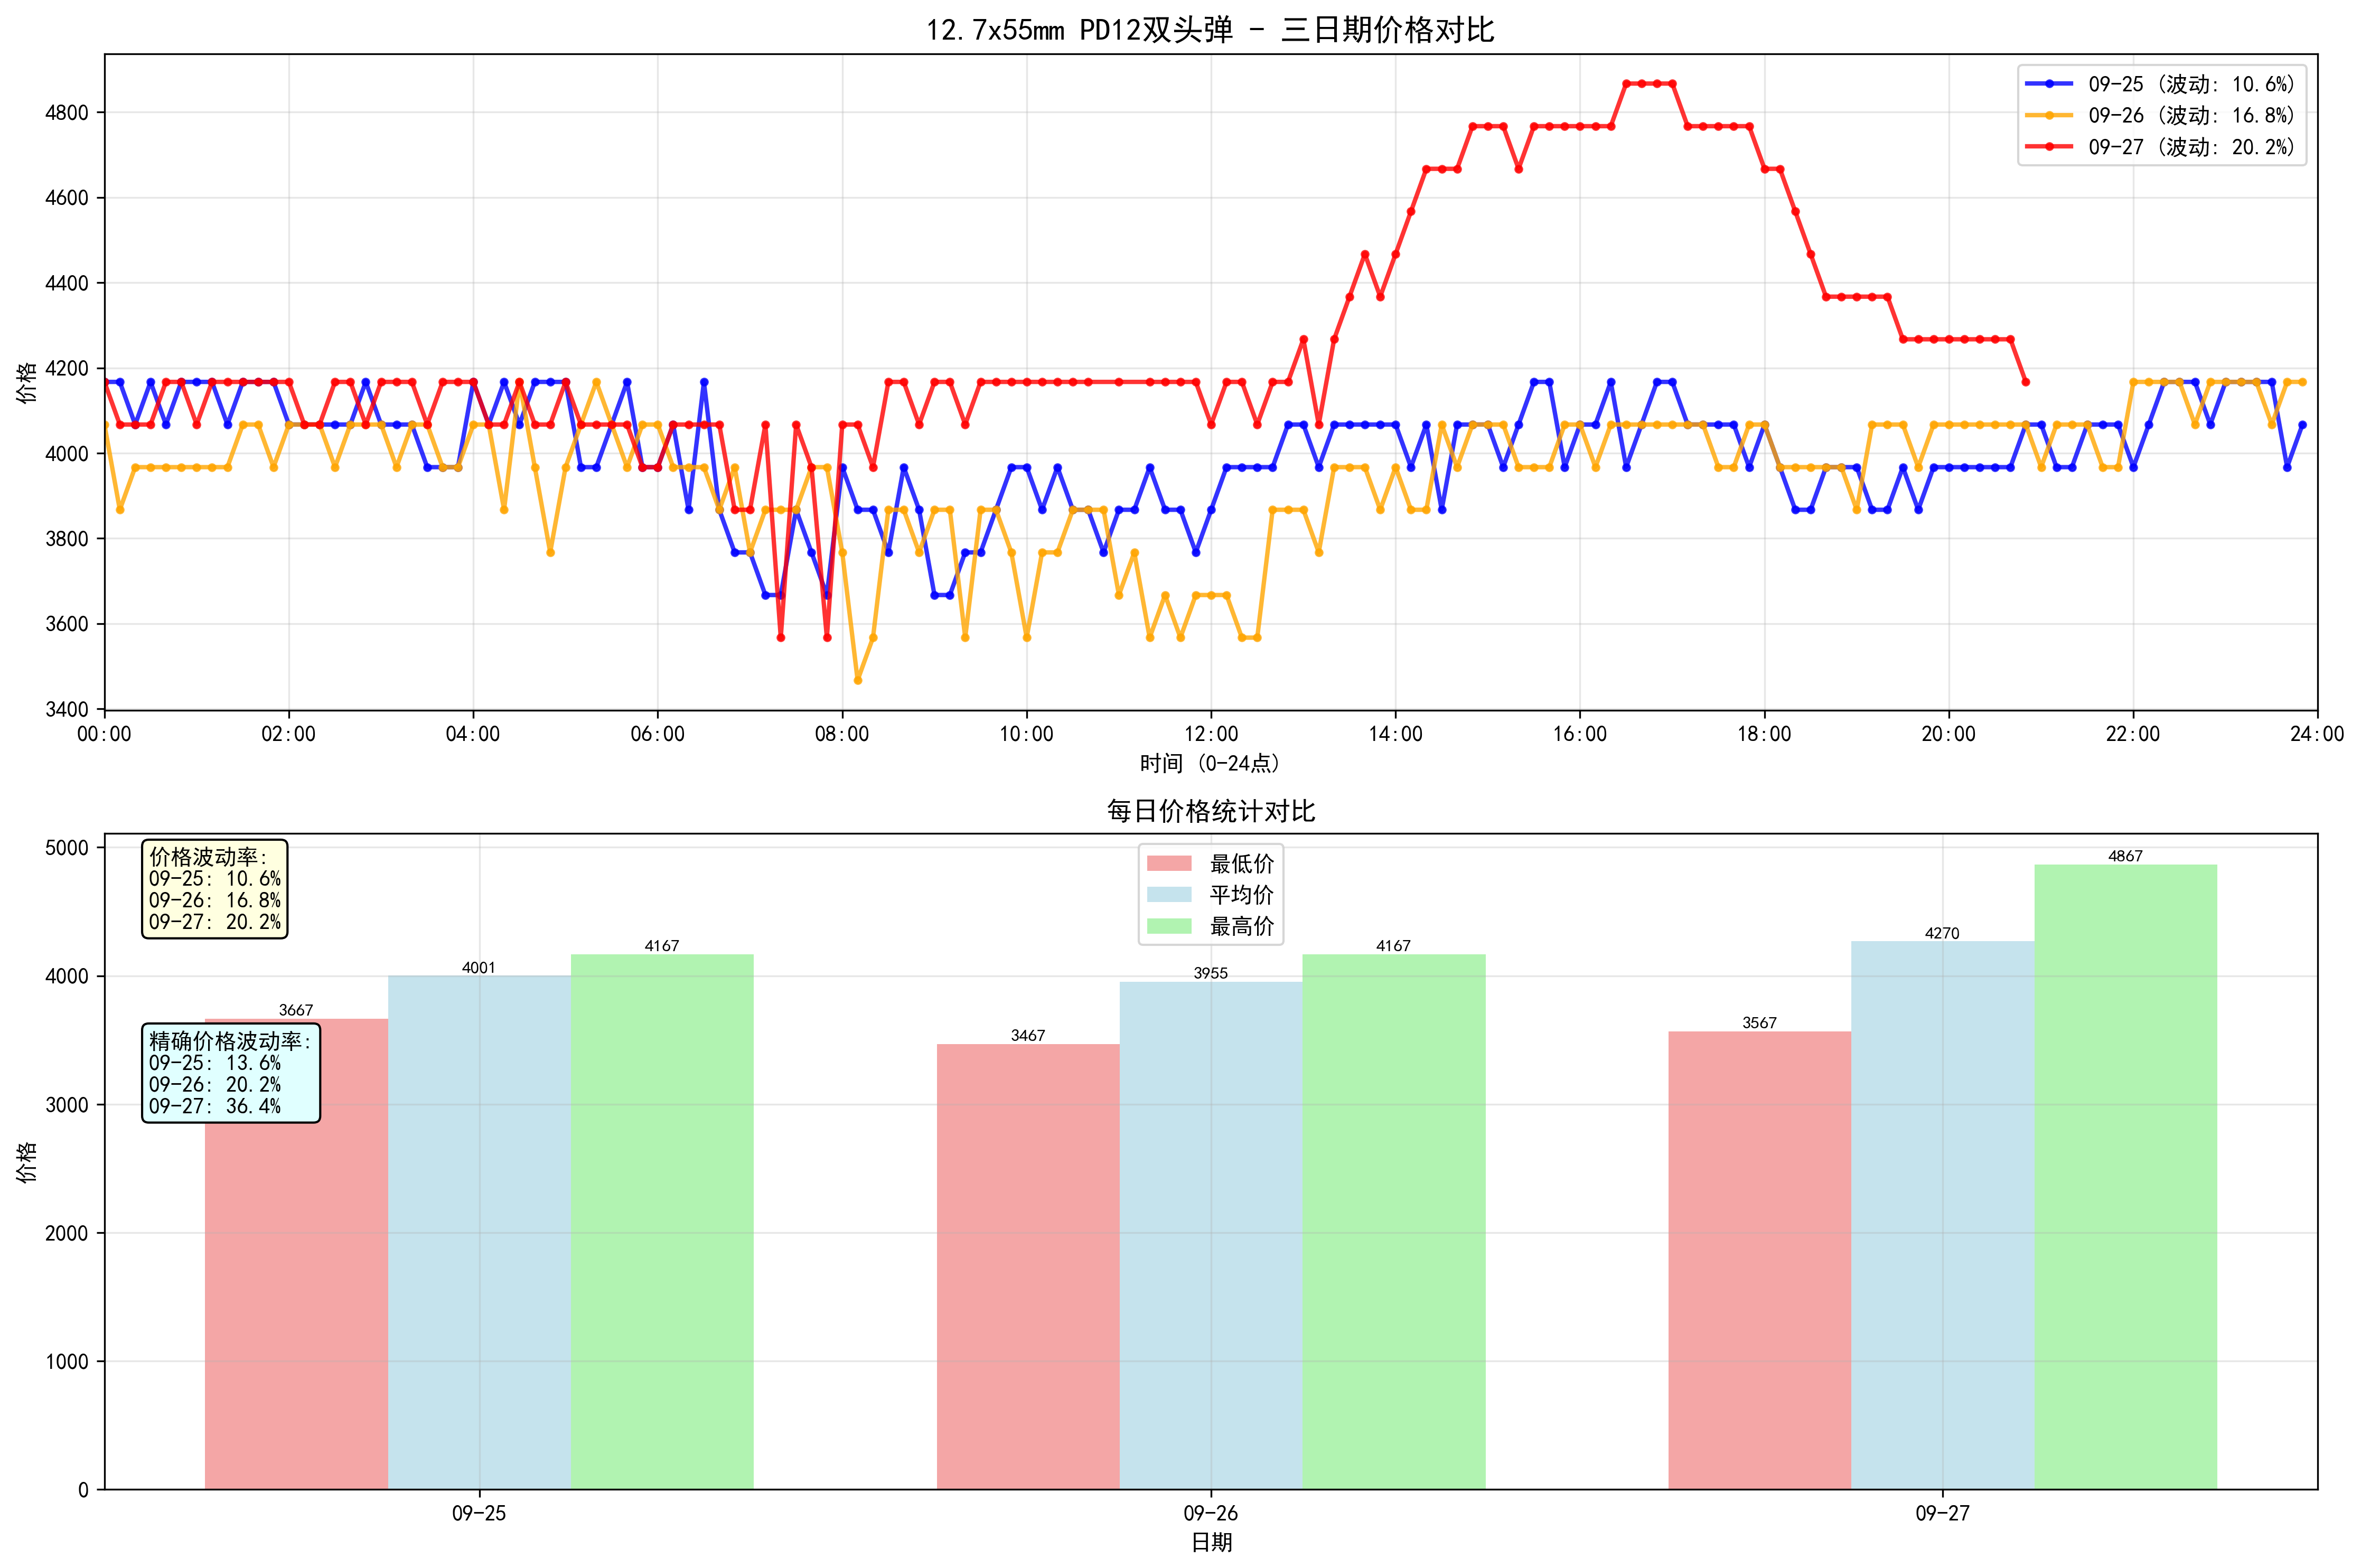 12.7x55mm PD12双头弹 - 三日期价格对比
价格
4800
4600
4400
4200
4000
3800
3600
3400
09-25 (波动: 10.6%)
09-26 (波动: 16.8%)
09-27 (波动: 20.2%)
00:00 02:00 04:00 06:00 08:00 10:00 12:00 14:00 16:00 18:00 20:00 22:00 24:00
时间 (0-24点)
每日价格统计对比
价格
5000
4000
3000
2000
1000
0
价格波动率:
09-25: 10.6%
09-26: 16.8%
09-27: 20.2%
精确价格波动率:
09-25: 13.6%
09-26: 20.2%
09-27: 36.4%
最低价
平均价
最高价
3667 4001 4167
3467 3955 4167
3567 4270 4867
09-25 09-26 09-27
日期